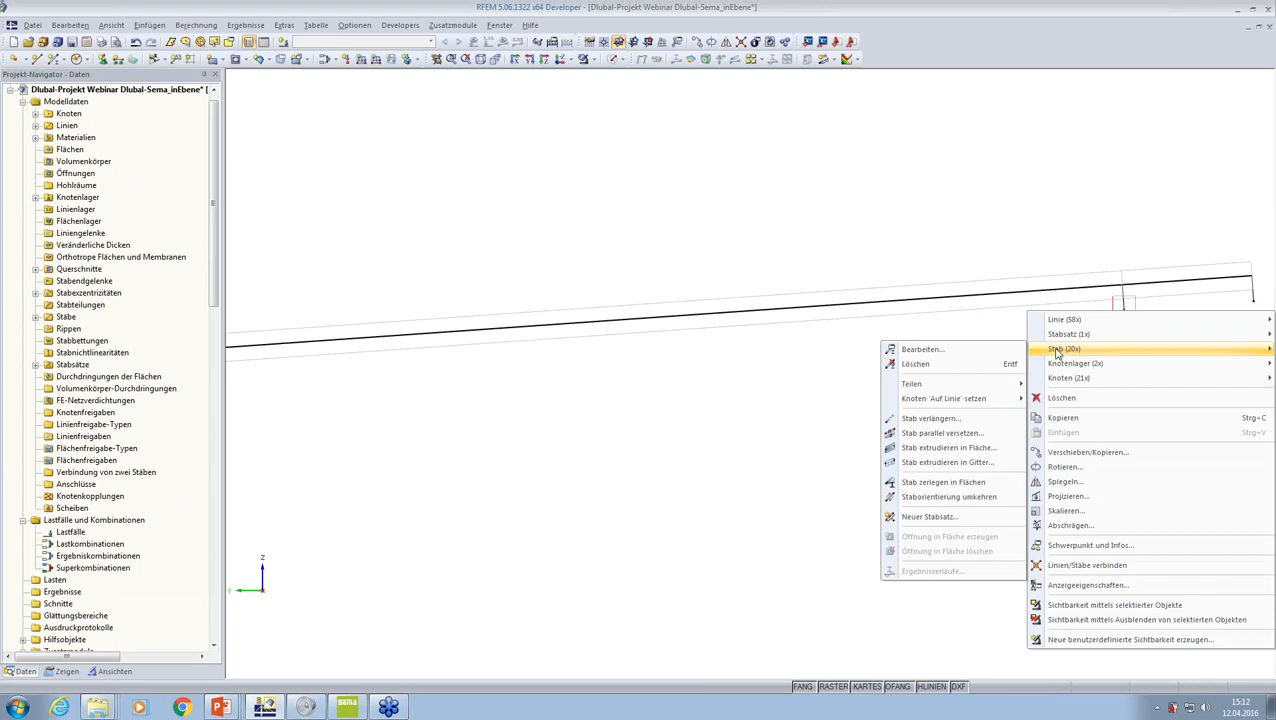 RFEM 5.06.1322 x64 Developer - [Dlubal-Projekt Webinar Dlubal-Sema_inEbene*]
Datei Bearbeiten Ansicht Einfügen Berechnung Ergebnisse Extras Tabelle Optionen Developers Zusatzmodule Fenster Hilfe
Projekt-Navigator - Daten
Dlubal-Projekt Webinar Dlubal-Sema_inEbene* [
Modelldaten
Knoten
Linien
Materialien
Flächen
Volumenkörper
Öffnungen
Hohlräume
Knotenlager
Linienlager
Flächenlager
Liniengelenke
Veränderliche Dicken
Orthotrope Flächen und Membranen
Querschnitte
Stabendgelenke
Stabexzentrizitäten
Stabteilungen
Stäbe
Rippen
Stabbettungen
Stabnichtlinearitäten
Stabsätze
Durchdringungen der Flächen
Volumenkörper-Durchdringungen
FE-Netzverdichtungen
Knotenfreigaben
Linienfreigabe-Typen
Linienfreigaben
Flächenfreigabe-Typen
Flächenfreigaben
Verbindung von zwei Stäben
Anschlüsse
Knotenkopplungen
Scheiben
Lastfälle und Kombinationen
Lastfälle
Lastkombinationen
Ergebniskombinationen
Superkombinationen
Lasten
Ergebnisse
Schnitte
Glättungsbereiche
Ausdruckprotokolle
Hilfsobjekte
Daten Zeigen Ansichten
Z
Y
X
Bearbeiten...
Löschen Entf
Teilen
Knoten 'Auf Linie' setzen
Stab verlängern...
Stab parallel versetzen...
Stab extrudieren in Fläche...
Stab extrudieren in Gitter...
Stab zerlegen in Flächen
Staborientierung umkehren
Neuer Stabsatz...
Öffnung in Fläche erzeugen
Öffnung in Fläche löschen
Ergebnisverläufe...
Linie (58x)
Stabsatz (1x)
Stab (20x)
Knotenlager (2x)
Knoten (21x)
Löschen
Kopieren Strg+C
Einfügen Strg+V
Verschieben/Kopieren...
Rotieren...
Spiegeln...
Projizieren...
Skalieren...
Abschrägen...
Schwerpunkt und Infos...
Linien/Stäbe verbinden
Anzeigeeigenschaften...
Sichtbarkeit mittels selektierter Objekte
Sichtbarkeit mittels Ausblenden von selektierten Objekten
Neue benutzerdefinierte Sichtbarkeit erzeugen...
FANG RASTER KARTES OFANG HLINIEN DXF
SEMA
15:12
12.04.2016